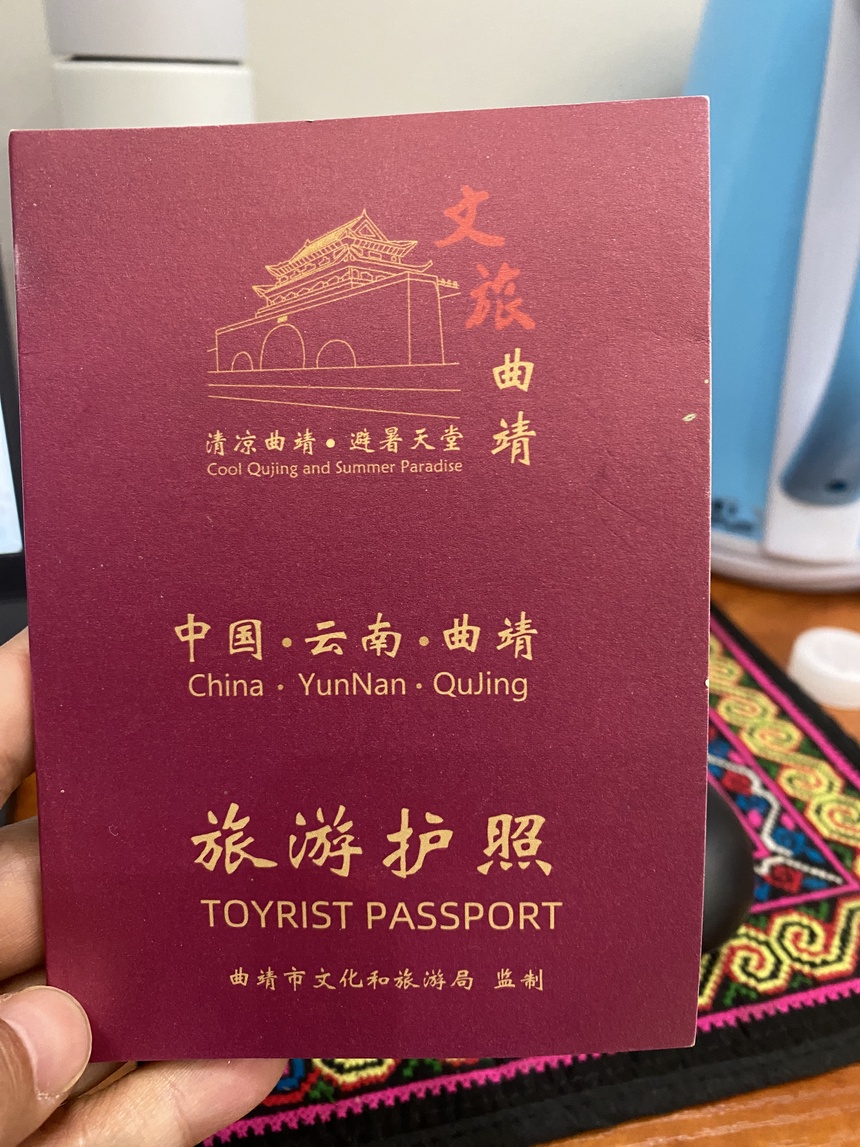 文旅曲靖
清凉曲靖•避暑天堂
Cool Qujing and Summer Paradise
中国·云南·曲靖
China · YunNan · QuJing
旅游护照
TOYRIST PASSPORT
曲靖市文化和旅游局 监制